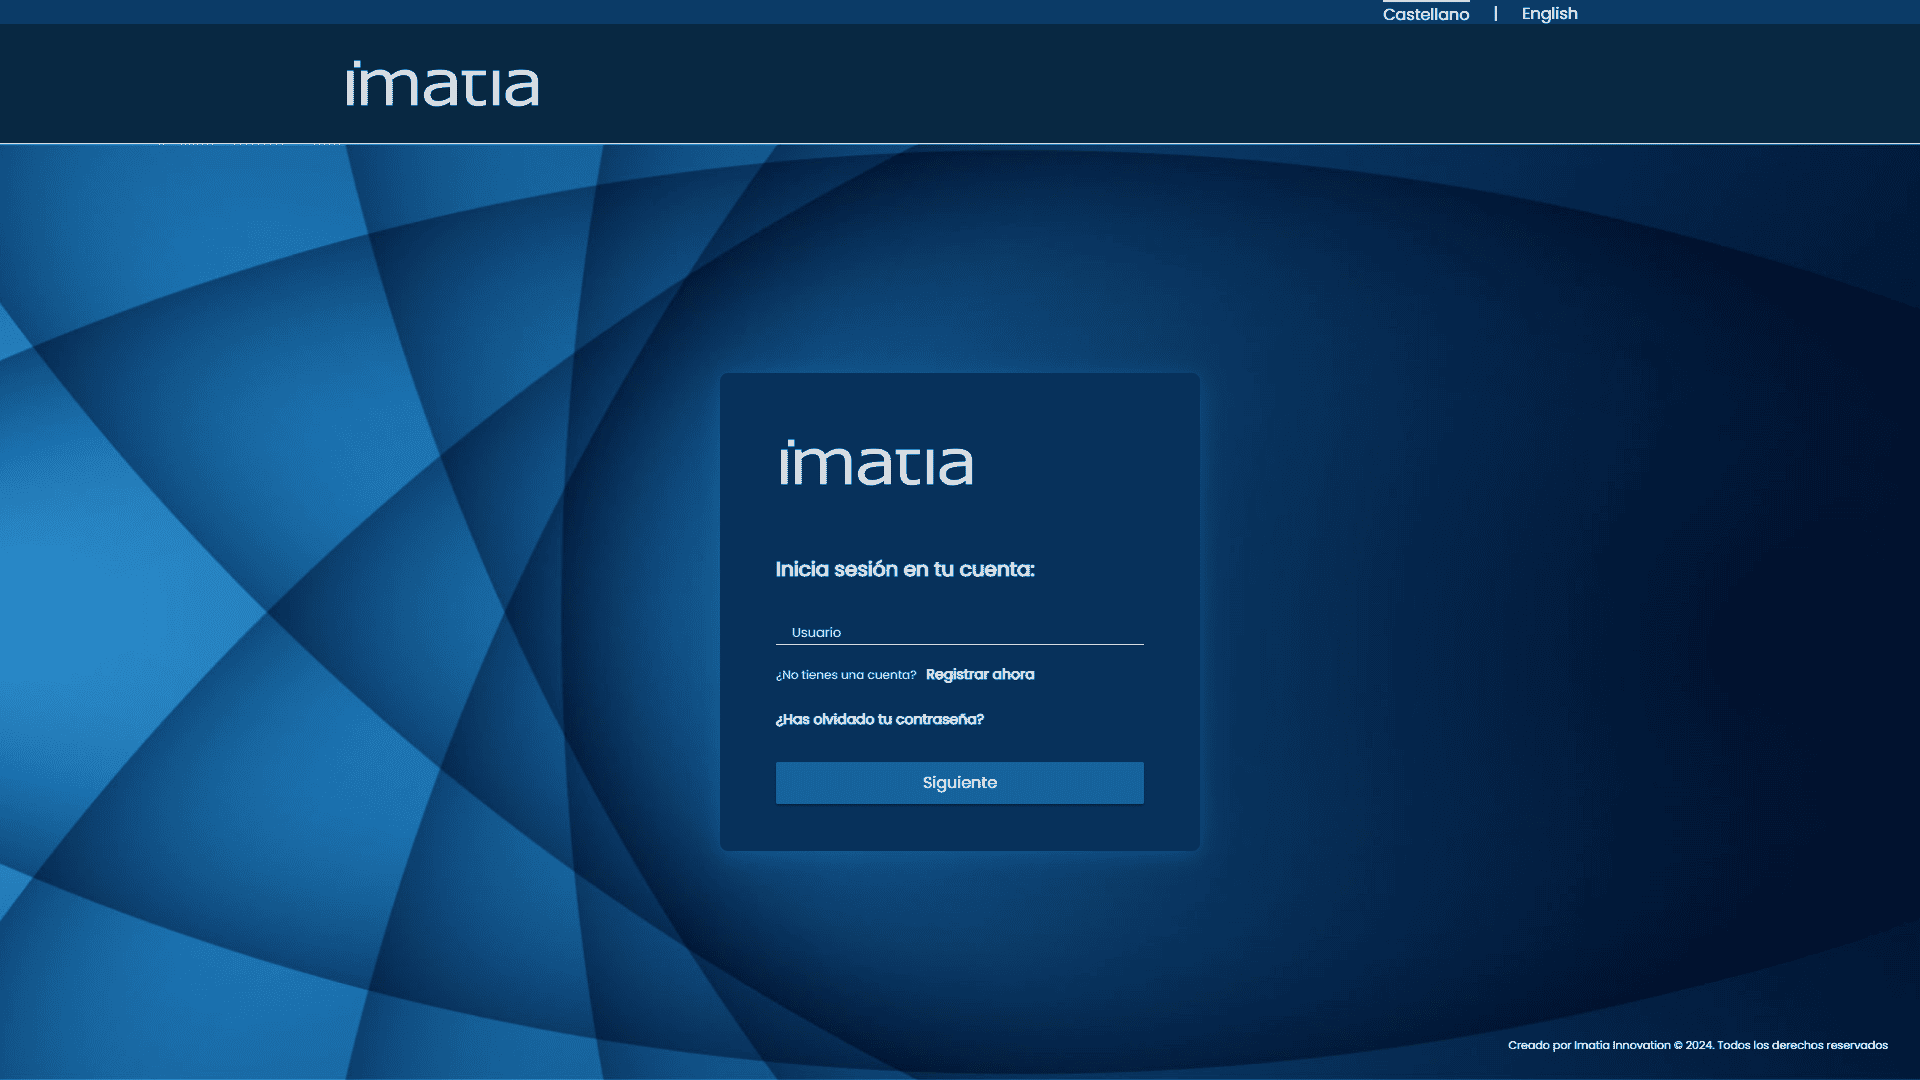 Castellano | English
imatia
imatia
Inicia sesión en tu cuenta:
Usuario
¿No tienes una cuenta? Registrar ahora
¿Has olvidado tu contraseña?
Siguiente
Creado por Imatia Innovation © 2024. Todos los derechos reservados